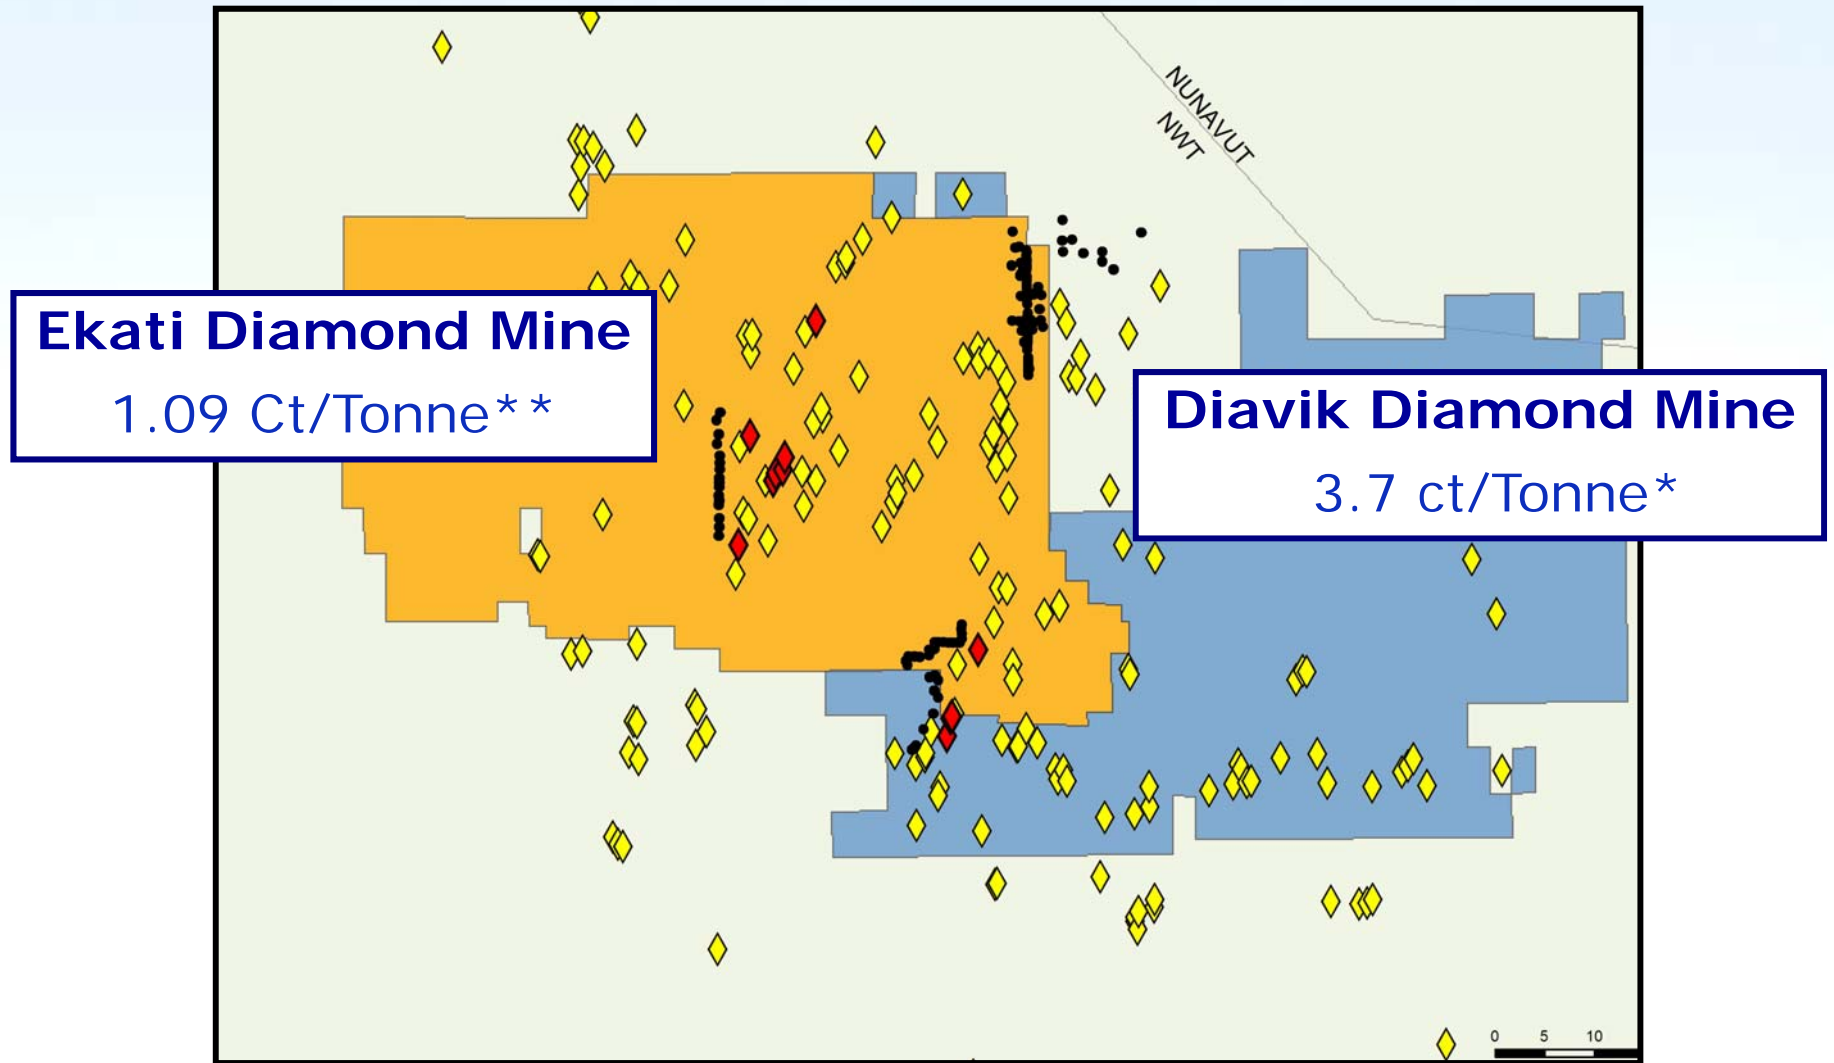 NUNAVUT
NWT
Ekati Diamond Mine
1.09 Ct/Tonne**
Diavik Diamond Mine
3.7 ct/Tonne*
0 5 10